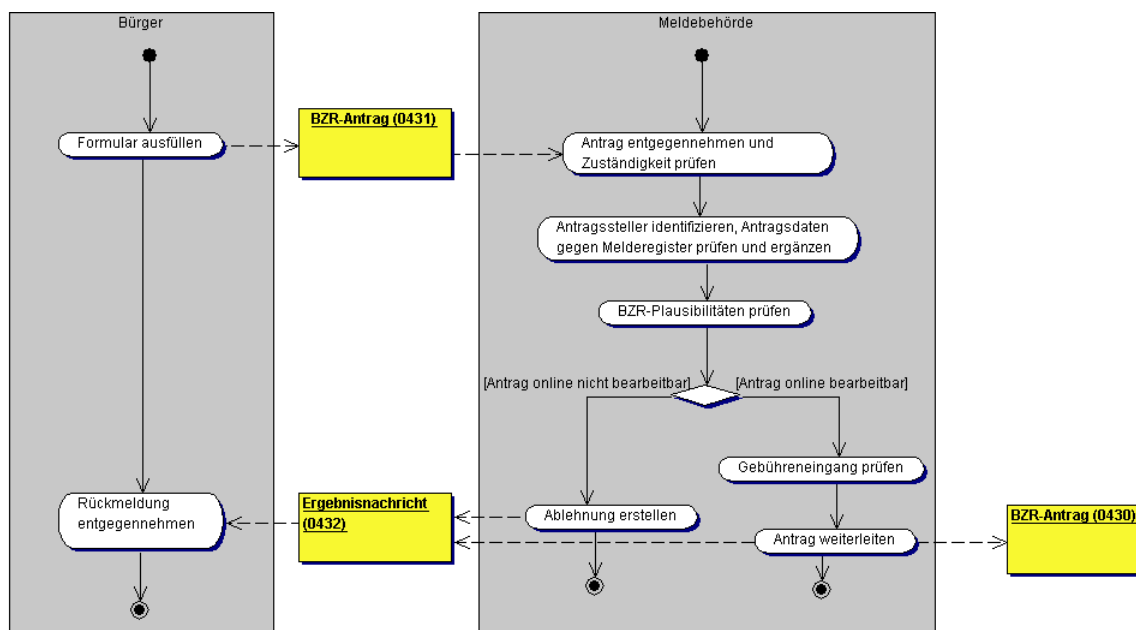 Bürger
Meldebehörde
BZR-Antrag (0431)
Formular ausfüllen
Antrag entgegennehmen und
Zuständigkeit prüfen
Antragssteller identifizieren, Antragsdaten
gegen Melderegister prüfen und ergänzen
BZR-Plausibilitäten prüfen
[Antrag online nicht bearbeitbar]
[Antrag online bearbeitbar]
Gebühreneingang prüfen
Rückmeldung
entgegennehmen
Ergebnisnachricht
(0432)
Ablehnung erstellen
Antrag weiterleiten
BZR-Antrag (0430)